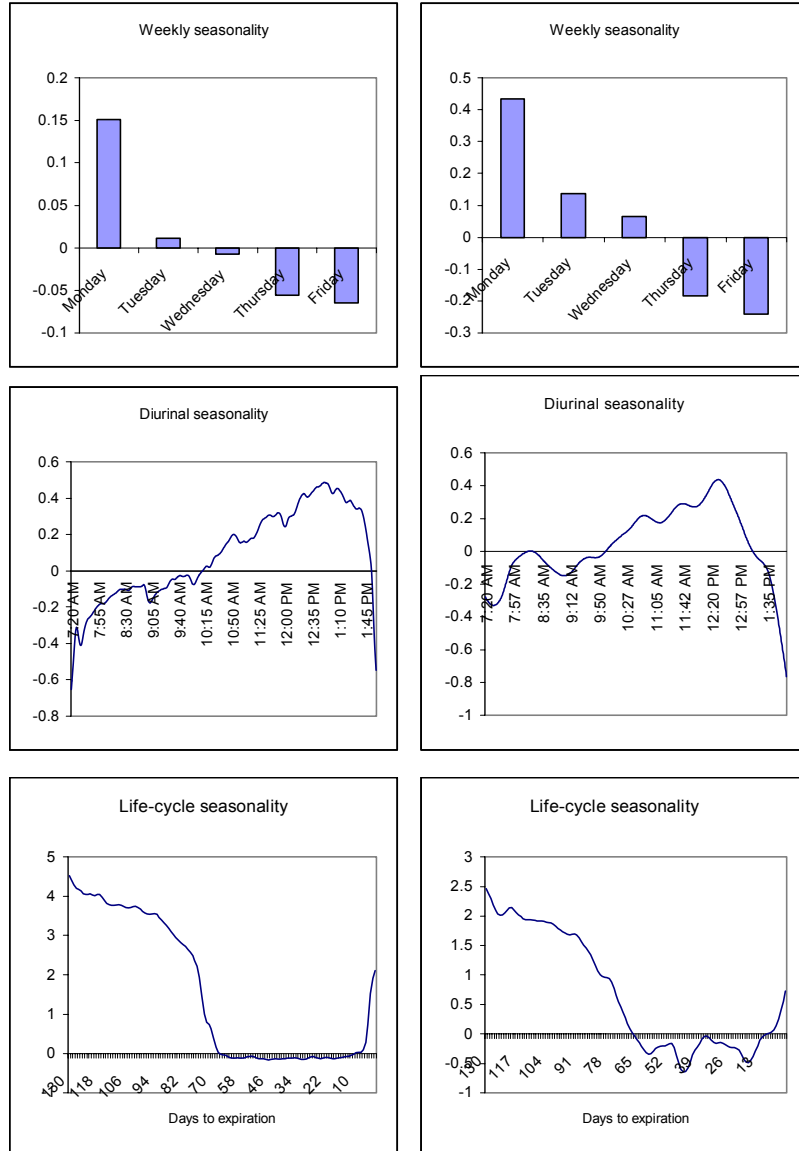 Weekly seasonality
0.2
0.15
0.1
0.05
0
-0.05
-0.1
Monday
Tuesday
Wednesday
Thursday
Friday
Weekly seasonality
0.5
0.4
0.3
0.2
0.1
0
-0.1
-0.2
-0.3
Monday
Tuesday
Wednesday
Thursday
Friday
Diurinal seasonality
0.6
0.4
0.2
0
-0.2
-0.4
-0.6
-0.8
7:20 AM
7:55 AM
8:30 AM
9:05 AM
9:40 AM
10:15 AM
10:50 AM
11:25 AM
12:00 PM
12:35 PM
1:10 PM
1:45 PM
Diurinal seasonality
0.6
0.4
0.2
0
-0.2
-0.4
-0.6
-0.8
-1
7:20 AM
7:57 AM
8:35 AM
9:12 AM
9:50 AM
10:27 AM
11:05 AM
11:42 AM
12:20 PM
12:57 PM
1:35 PM
Life-cycle seasonality
5
4
3
2
1
0
-1
130
118
106
94
82
70
58
46
34
22
10
Days to expiration
Life-cycle seasonality
3
2.5
2
1.5
1
0.5
0
-0.5
-1
130
117
104
91
78
65
52
39
26
13
Days to expiration